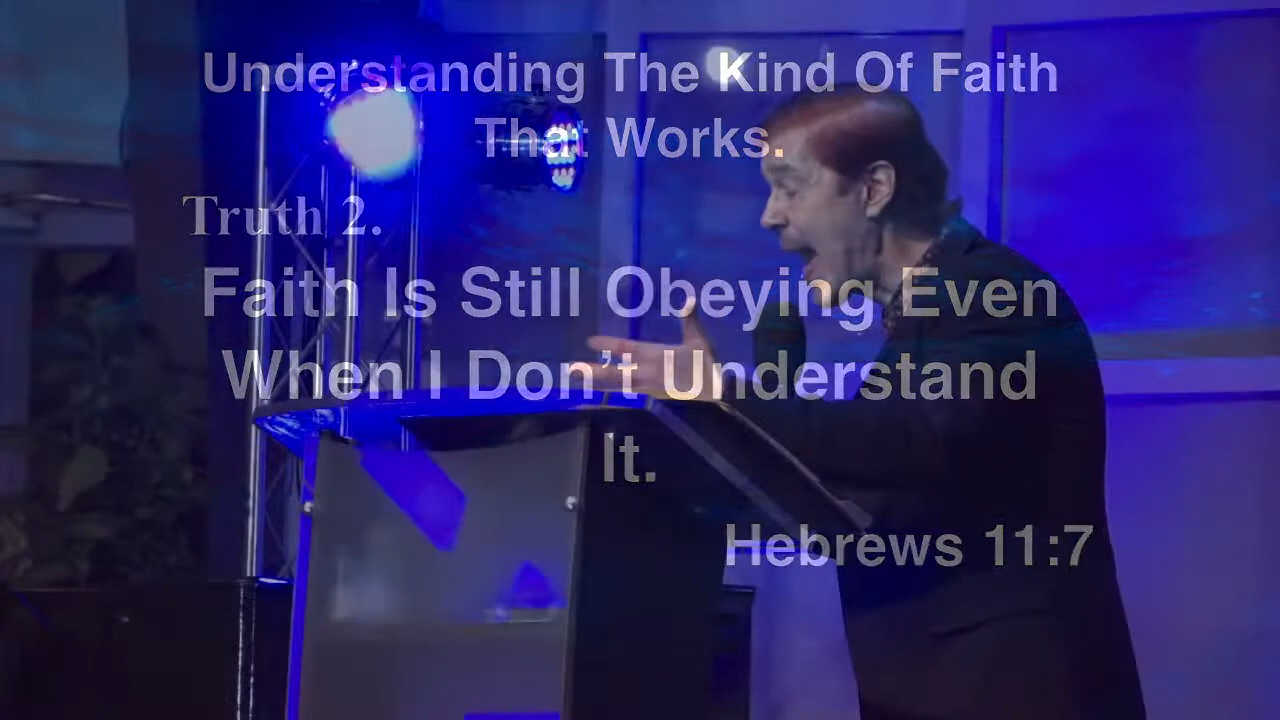 Understanding The Kind Of Faith
That Works.
Truth 2.
Faith Is Still Obeying Even
When I Don’t Understand
It.
Hebrews 11:7